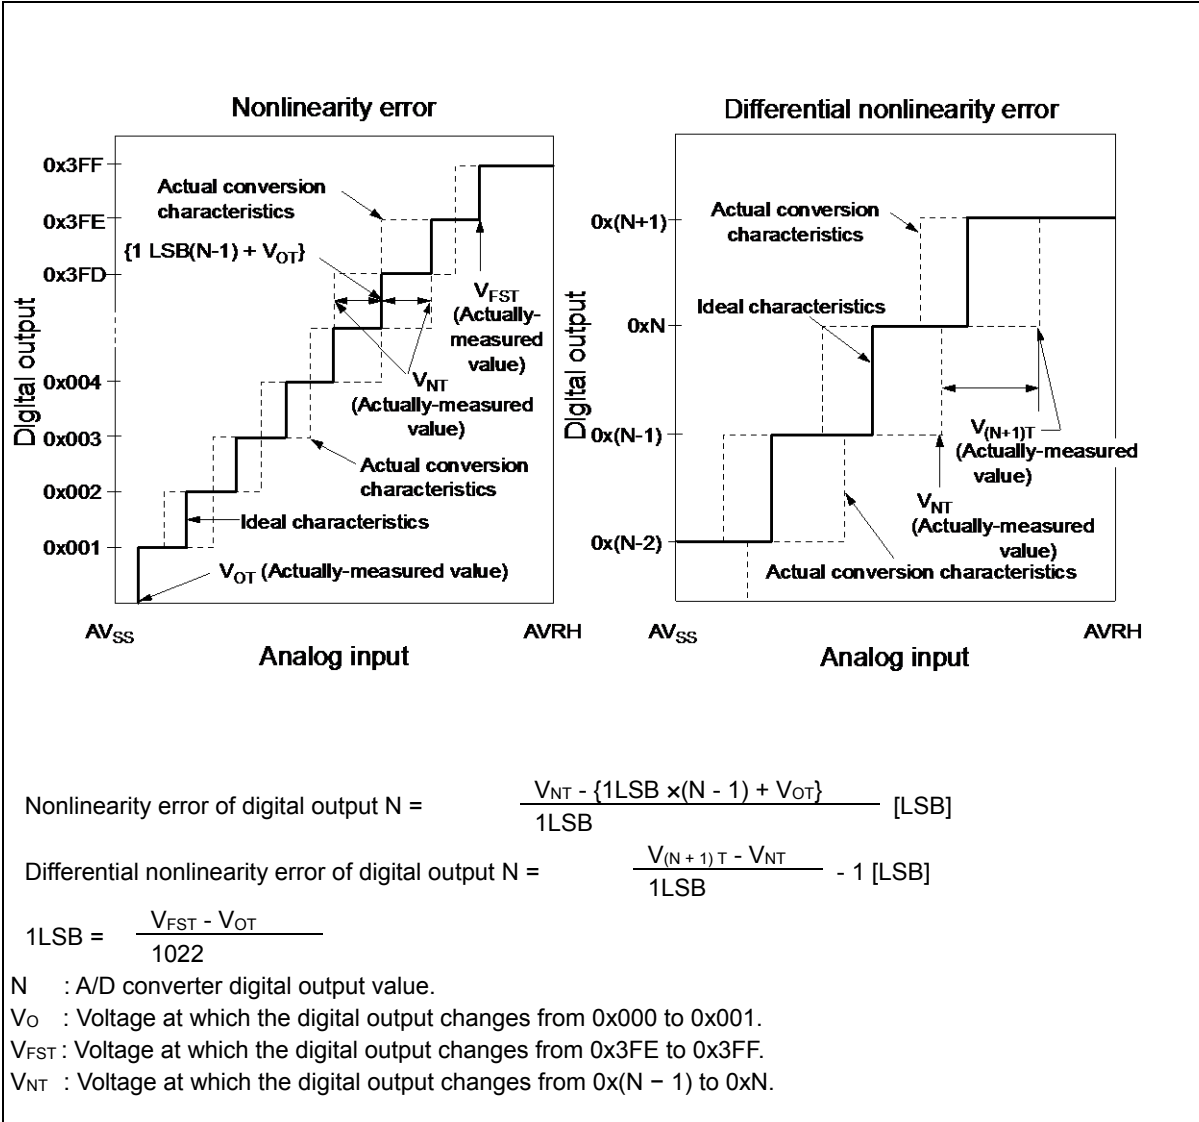 Nonlinearity error
0x3FF
0x3FE
0x3FD
0x004
0x003
0x002
0x001
Digital output
Actual conversion
characteristics
{1 LSB(N-1) + VOT}
VFST
(Actually-
measured
value)
VNT
(Actually-measured
value)
Actual conversion
characteristics
Ideal characteristics
VOT (Actually-measured value)
AVSS
AVRH
Analog input
Differential nonlinearity error
0x(N+1)
0xN
0x(N-1)
0x(N-2)
Digital output
Actual conversion
characteristics
Ideal characteristics
V(N+1)T
(Actually-measured
value)
VNT
(Actually-measured
value)
Actual conversion characteristics
AVSS
AVRH
Analog input
Nonlinearity error of digital output N =
VNT - {1LSB ×(N - 1) + VOT}
1LSB
[LSB]
Differential nonlinearity error of digital output N =
V(N + 1) T - VNT
1LSB
- 1 [LSB]
1LSB =
VFST - VOT
1022
N : A/D converter digital output value.
VO : Voltage at which the digital output changes from 0x000 to 0x001.
VFST : Voltage at which the digital output changes from 0x3FE to 0x3FF.
VNT : Voltage at which the digital output changes from 0x(N − 1) to 0xN.